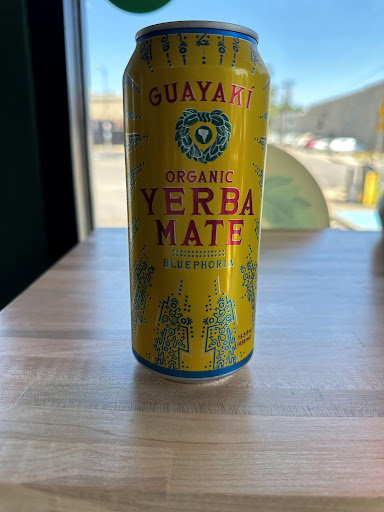 GUAYAKÍ
ORGANIC
YERBA
MATE
BLUEPHORIA